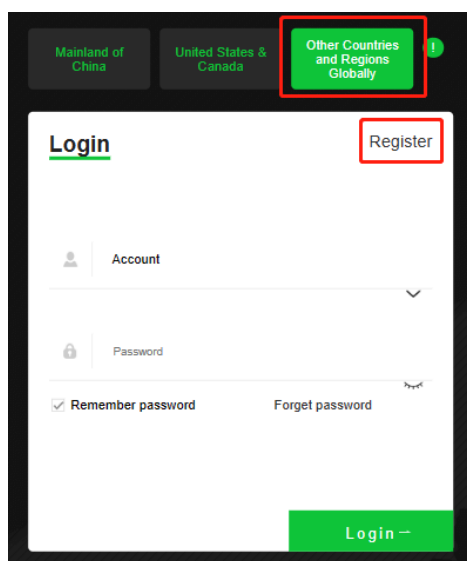 Mainland of
China
United States &
Canada
Other Countries
and Regions
Globally
!
Login
Register
Account
Password
Remember password
Forget password
Login